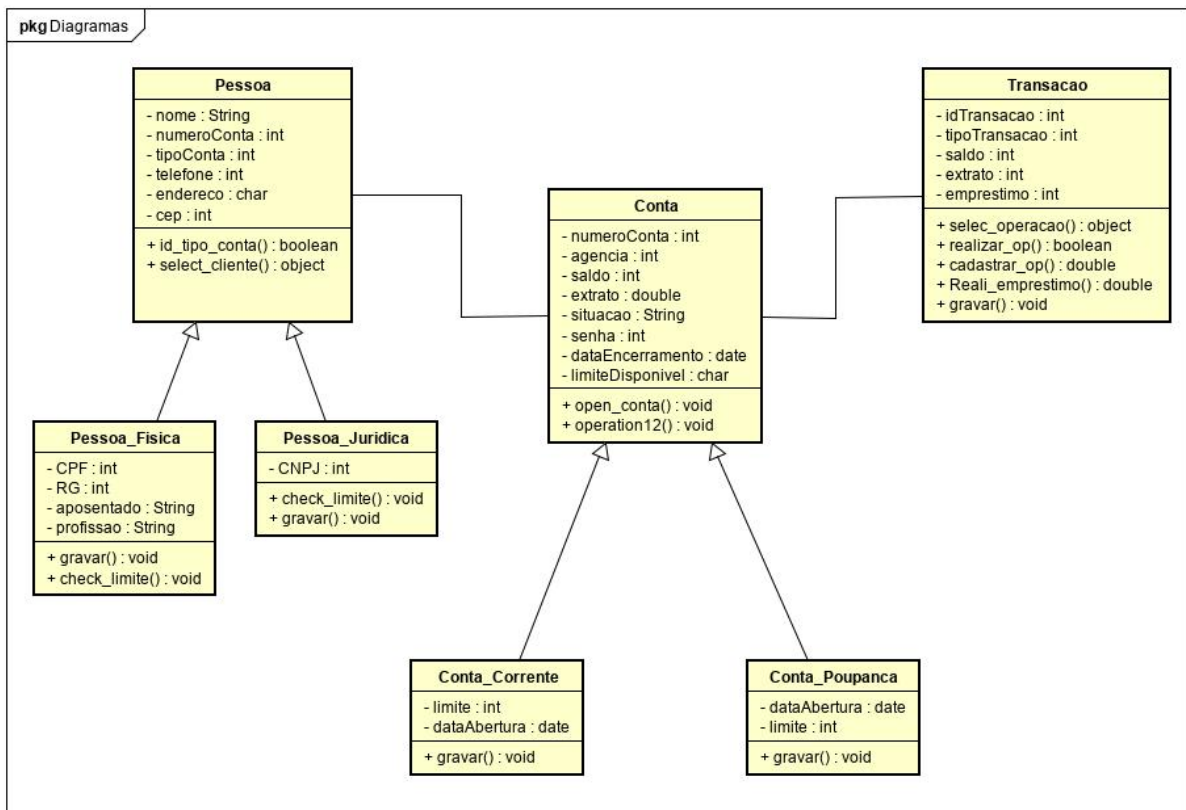 pkg Diagramas
Pessoa
- nome : String
- numeroConta : int
- tipoConta : int
- telefone : int
- endereco : char
- cep : int
+ id_tipo_conta() : boolean
+ select_cliente() : object
Transacao
- idTransacao : int
- tipoTransacao : int
- saldo : int
- extrato : int
- emprestimo : int
+ selec_operacao() : object
+ realizar_op() : boolean
+ cadastrar_op() : double
+ Reali_emprestimo() : double
+ gravar() : void
Conta
- numeroConta : int
- agencia : int
- saldo : int
- extrato : double
- situacao : String
- senha : int
- dataEncerramento : date
- limiteDisponivel : char
+ open_conta() : void
+ operation12() : void
Pessoa_Fisica
- CPF : int
- RG : int
- aposentado : String
- profissao : String
+ gravar() : void
+ check_limite() : void
Pessoa_Juridica
- CNPJ : int
+ check_limite() : void
+ gravar() : void
Conta_Corrente
- limite : int
- dataAbertura : date
+ gravar() : void
Conta_Poupanca
- dataAbertura : date
- limite : int
+ gravar() : void